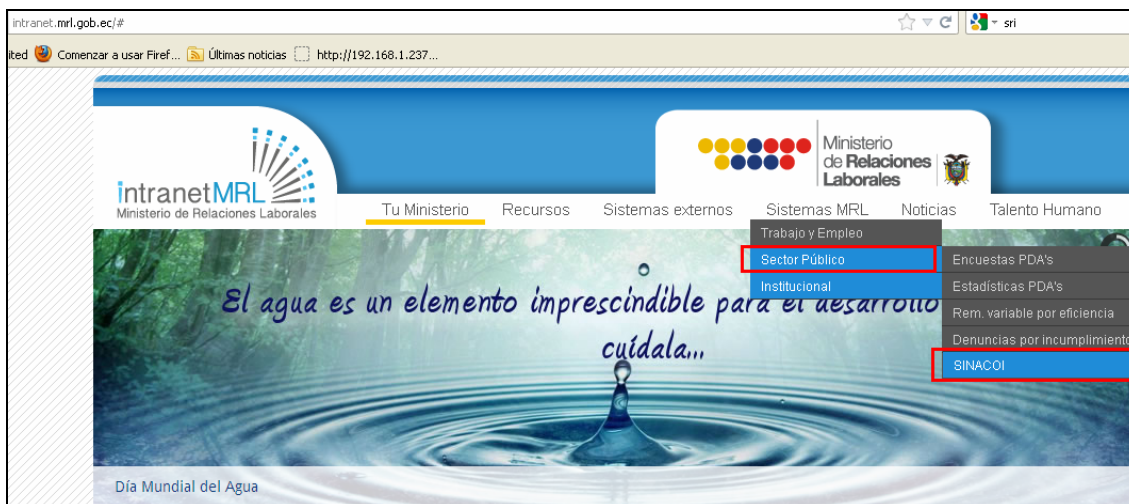 intranet.mrl.gob.ec/#
sri
ited Comenzar a usar Firef... Últimas noticias http://192.168.1.237...
intranetMRL
Ministerio de Relaciones Laborales
Ministerio
de Relaciones
Laborales
Tu Ministerio Recursos Sistemas externos Sistemas MRL Noticias Talento Humano
Trabajo y Empleo
Sector Público
Institucional
Encuestas PDA's
Estadísticas PDA's
Rem. variable por eficiencia
Denuncias por incumplimiento
SINACOI
El agua es un elemento imprescindible para el desarrollo
cuídala...
Día Mundial del Agua